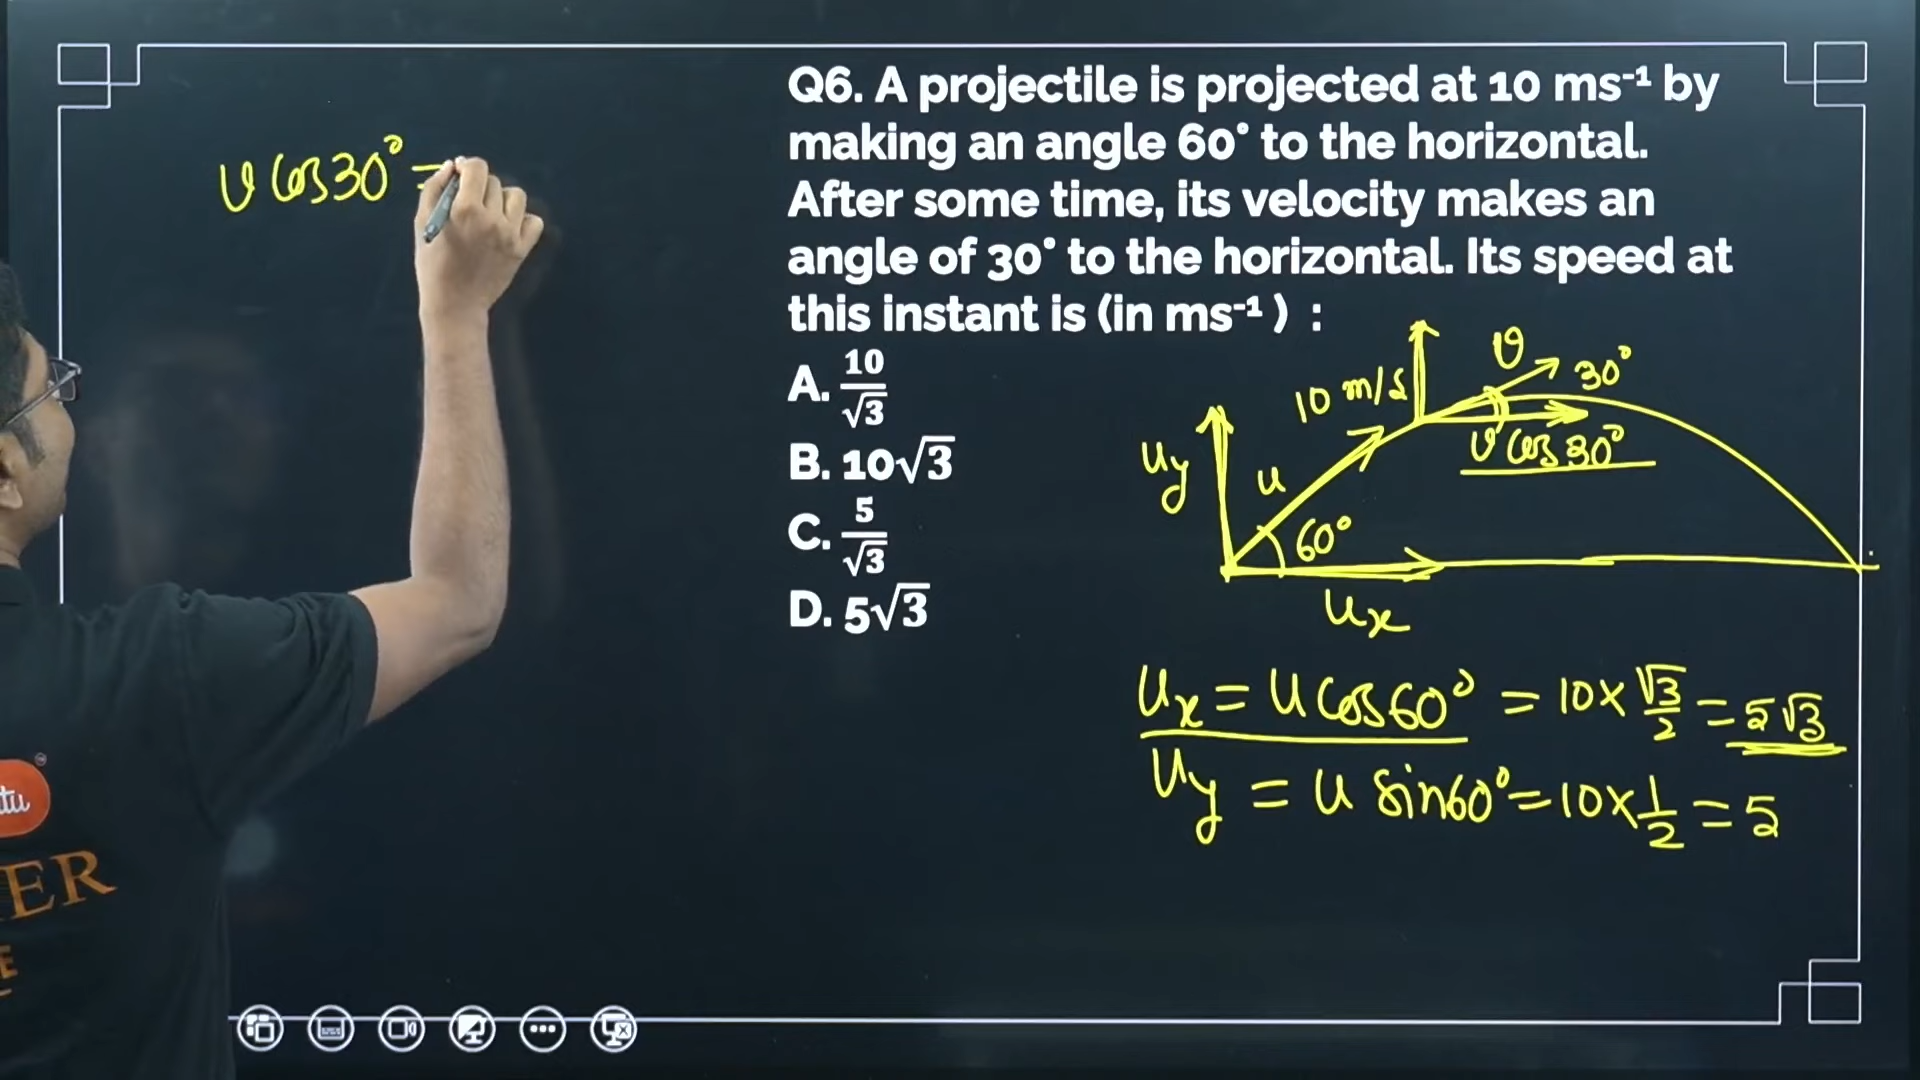 Q6. A projectile is projected at 10 ms⁻¹ by
making an angle 60° to the horizontal.
After some time, its velocity makes an
angle of 30° to the horizontal. Its speed at
this instant is (in ms⁻¹ ) :
A. 10/√3
B. 10√3
C. 5/√3
D. 5√3
v cos30° =
10 m/s
v
30°
v cos30°
uy
u
60°
ux
ux = u cos60° = 10 × √3/2 = 5√3
uy = u sin60° = 10 × 1/2 = 5
tu
ER
E